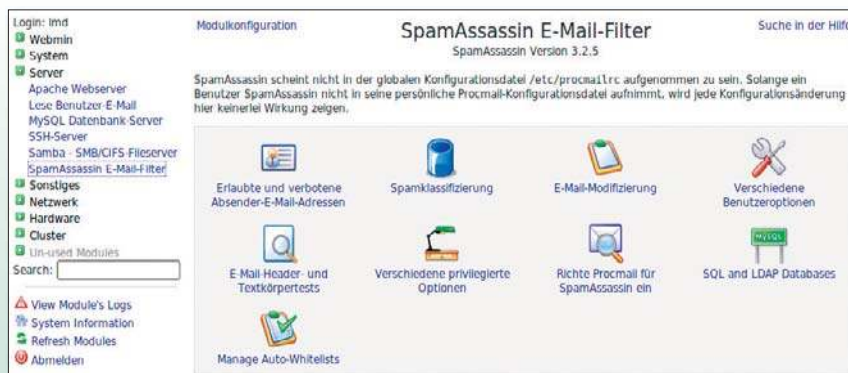 Login: lmd
Webmin
System
Server
Apache Webserver
Lese Benutzer-E-Mail
MySQL Datenbank-Server
SSH-Server
Samba - SMB/CIFS-Fileserver
SpamAssassin E-Mail-Filter
Sonstiges
Netzwerk
Hardware
Cluster
Un-used Modules
Search:
View Module's Logs
System Information
Refresh Modules
Abmelden
Modulkonfiguration
SpamAssassin E-Mail-Filter
SpamAssassin Version 3.2.5
Suche in der Hilfe
SpamAssassin scheint nicht in der globalen Konfigurationsdatei /etc/procmailrc aufgenommen zu sein. Solange ein
Benutzer SpamAssassin nicht in seine persönliche Procmail-Konfigurationsdatei aufnimmt, wird jede Konfigurationsänderung
hier keinerlei Wirkung zeigen.
Erlaubte und verbotene
Absender-E-Mail-Adressen
Spamklassifizierung
E-Mail-Modifizierung
Verschiedene
Benutzeroptionen
E-Mail-Header- und
Textkörpertests
Verschiedene privilegierte
Optionen
Richte Procmail für
SpamAssassin ein
MySQL
SQL and LDAP Databases
Manage Auto-Whitelists